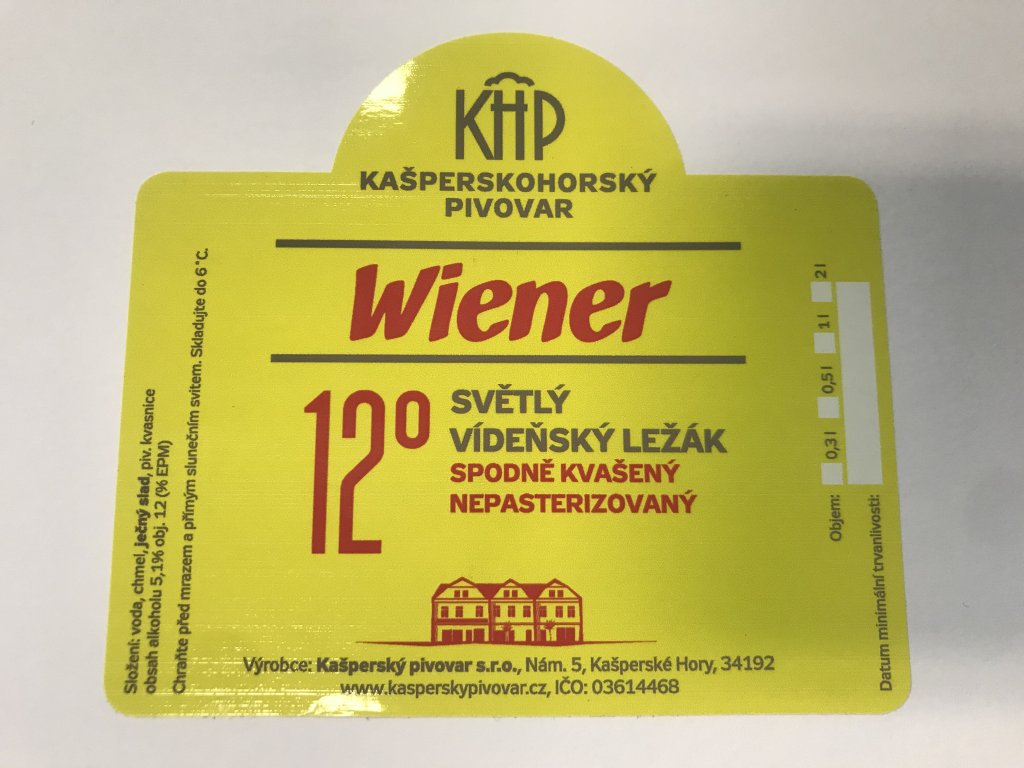 KHP
KAŠPERSKOHORSKÝ
PIVOVAR
Wiener
12°
SVĚTLÝ
VÍDEŇSKÝ LEŽÁK
SPODNĚ KVAŠENÝ
NEPASTERIZOVANÝ
Výrobce: Kašperský pivovar s.r.o., Nám. 5, Kašperské Hory, 34192
www.kasperskypivovar.cz, IČO: 03614468
Složení: voda, chmel, ječný slad, piv. kvasnice
obsah alkoholu 5,1% obj. 12 (% EPM)
Chraňte před mrazem a přímým slunečním svitem. Skladujte do 6°C.
Objem: 0,3 l 0,5 l 1 l 2 l
Datum minimální trvanlivosti: